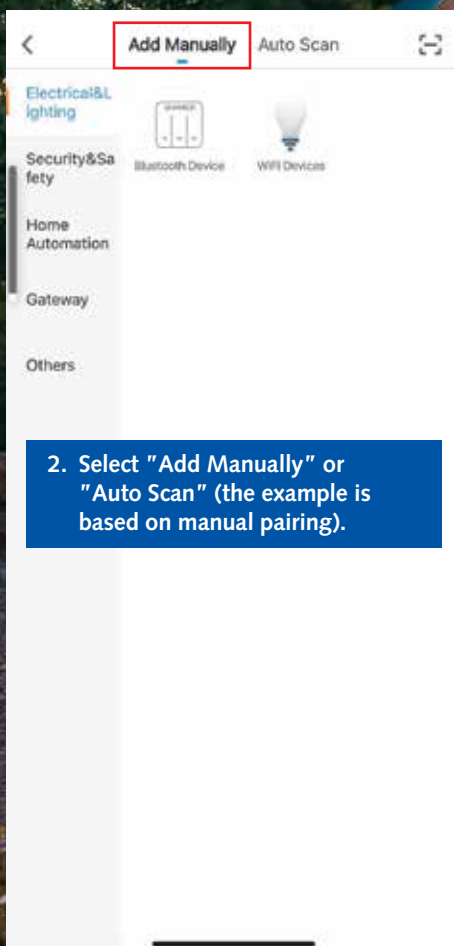 Add Manually Auto Scan
Electrical&L
ighting
Security&Sa
fety
Bluetooth Device WIFI Devices
Home
Automation
Gateway
Others
2. Select "Add Manually" or
"Auto Scan" (the example is
based on manual pairing).